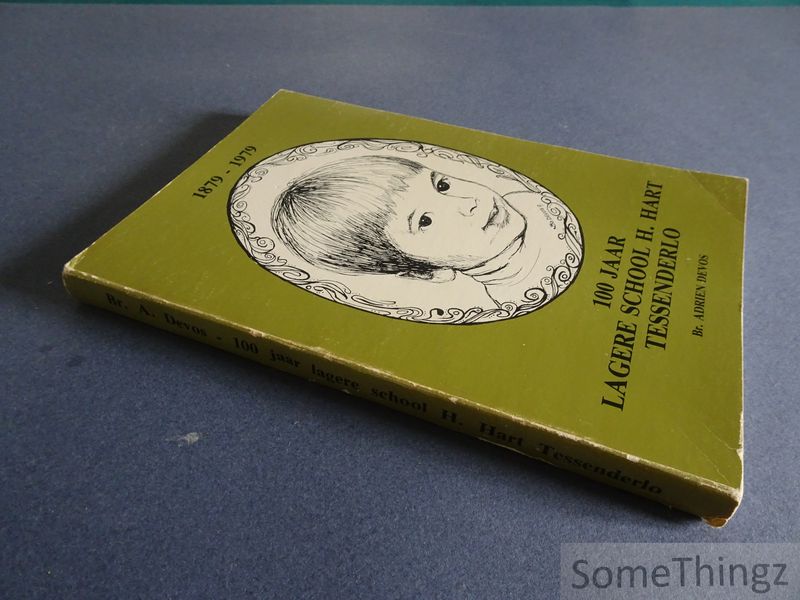 1879 - 1979
100 JAAR
LAGERE SCHOOL H. HART
TESSENDERLO
Br. ADRIEN DEVOS
Br. A. Devos - 100 jaar lagere school H. Hart Tessenderlo
SomeThingz